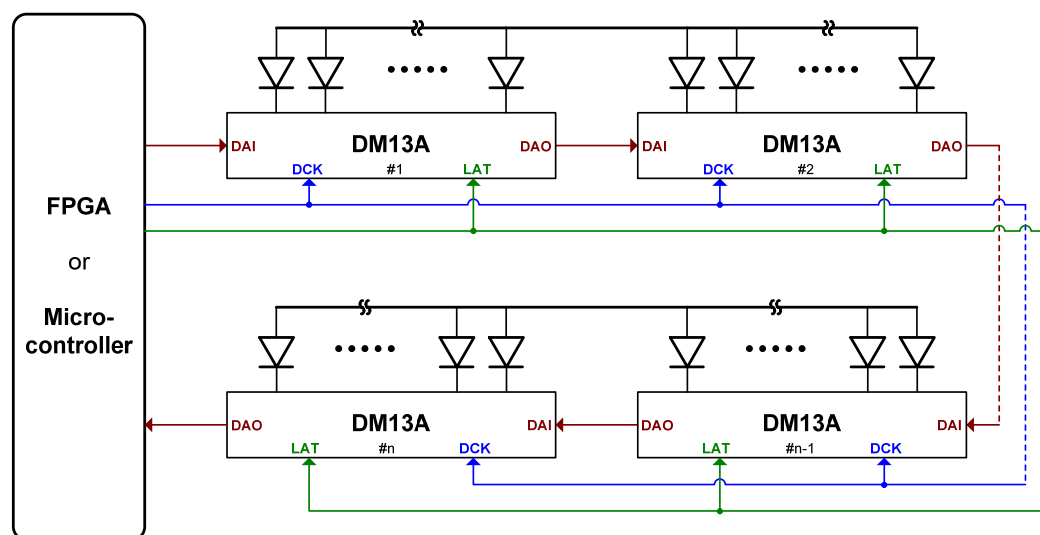 FPGA
or
Micro-
controller
DAI
DM13A
DAO
DCK
#1
LAT
DAI
DM13A
DAO
DCK
#2
LAT
DAO
DM13A
DAI
LAT
#n
DCK
DAO
DM13A
DAI
LAT
#n-1
DCK